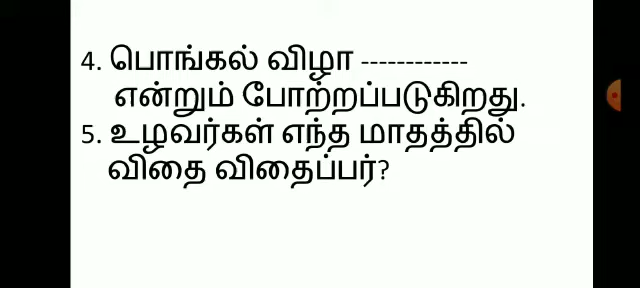 4. பொங்கல் விழா ------------
என்றும் போற்றப்படுகிறது.
5. உழவர்கள் எந்த மாதத்தில்
விதை விதைப்பர்?